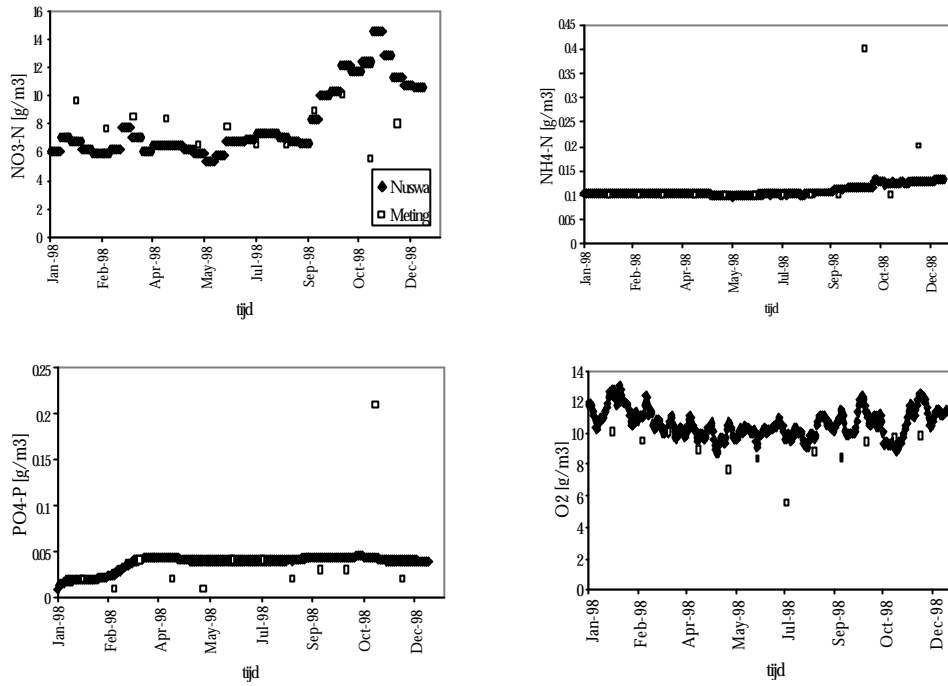 NO3-N [g/m3]
16
14
12
10
8
6
4
2
0
Nuswa
Meting
Jan-98
Feb-98
Apr-98
May-98
Jul-98
Sep-98
Oct-98
Dec-98
tijd
NH4-N [g/m3]
0.45
0.4
0.35
0.3
0.25
0.2
0.15
0.1
0.05
0
Jan-98
Feb-98
Apr-98
May-98
Jul-98
Sep-98
Oct-98
Dec-98
tijd
PO4-P [g/m3]
0.25
0.2
0.15
0.1
0.05
0
Jan-98
Feb-98
Apr-98
May-98
Jul-98
Sep-98
Oct-98
Dec-98
tijd
O2 [g/m3]
14
12
10
8
6
4
2
0
Jan-98
Feb-98
Apr-98
May-98
Jul-98
Sep-98
Oct-98
Dec-98
tijd